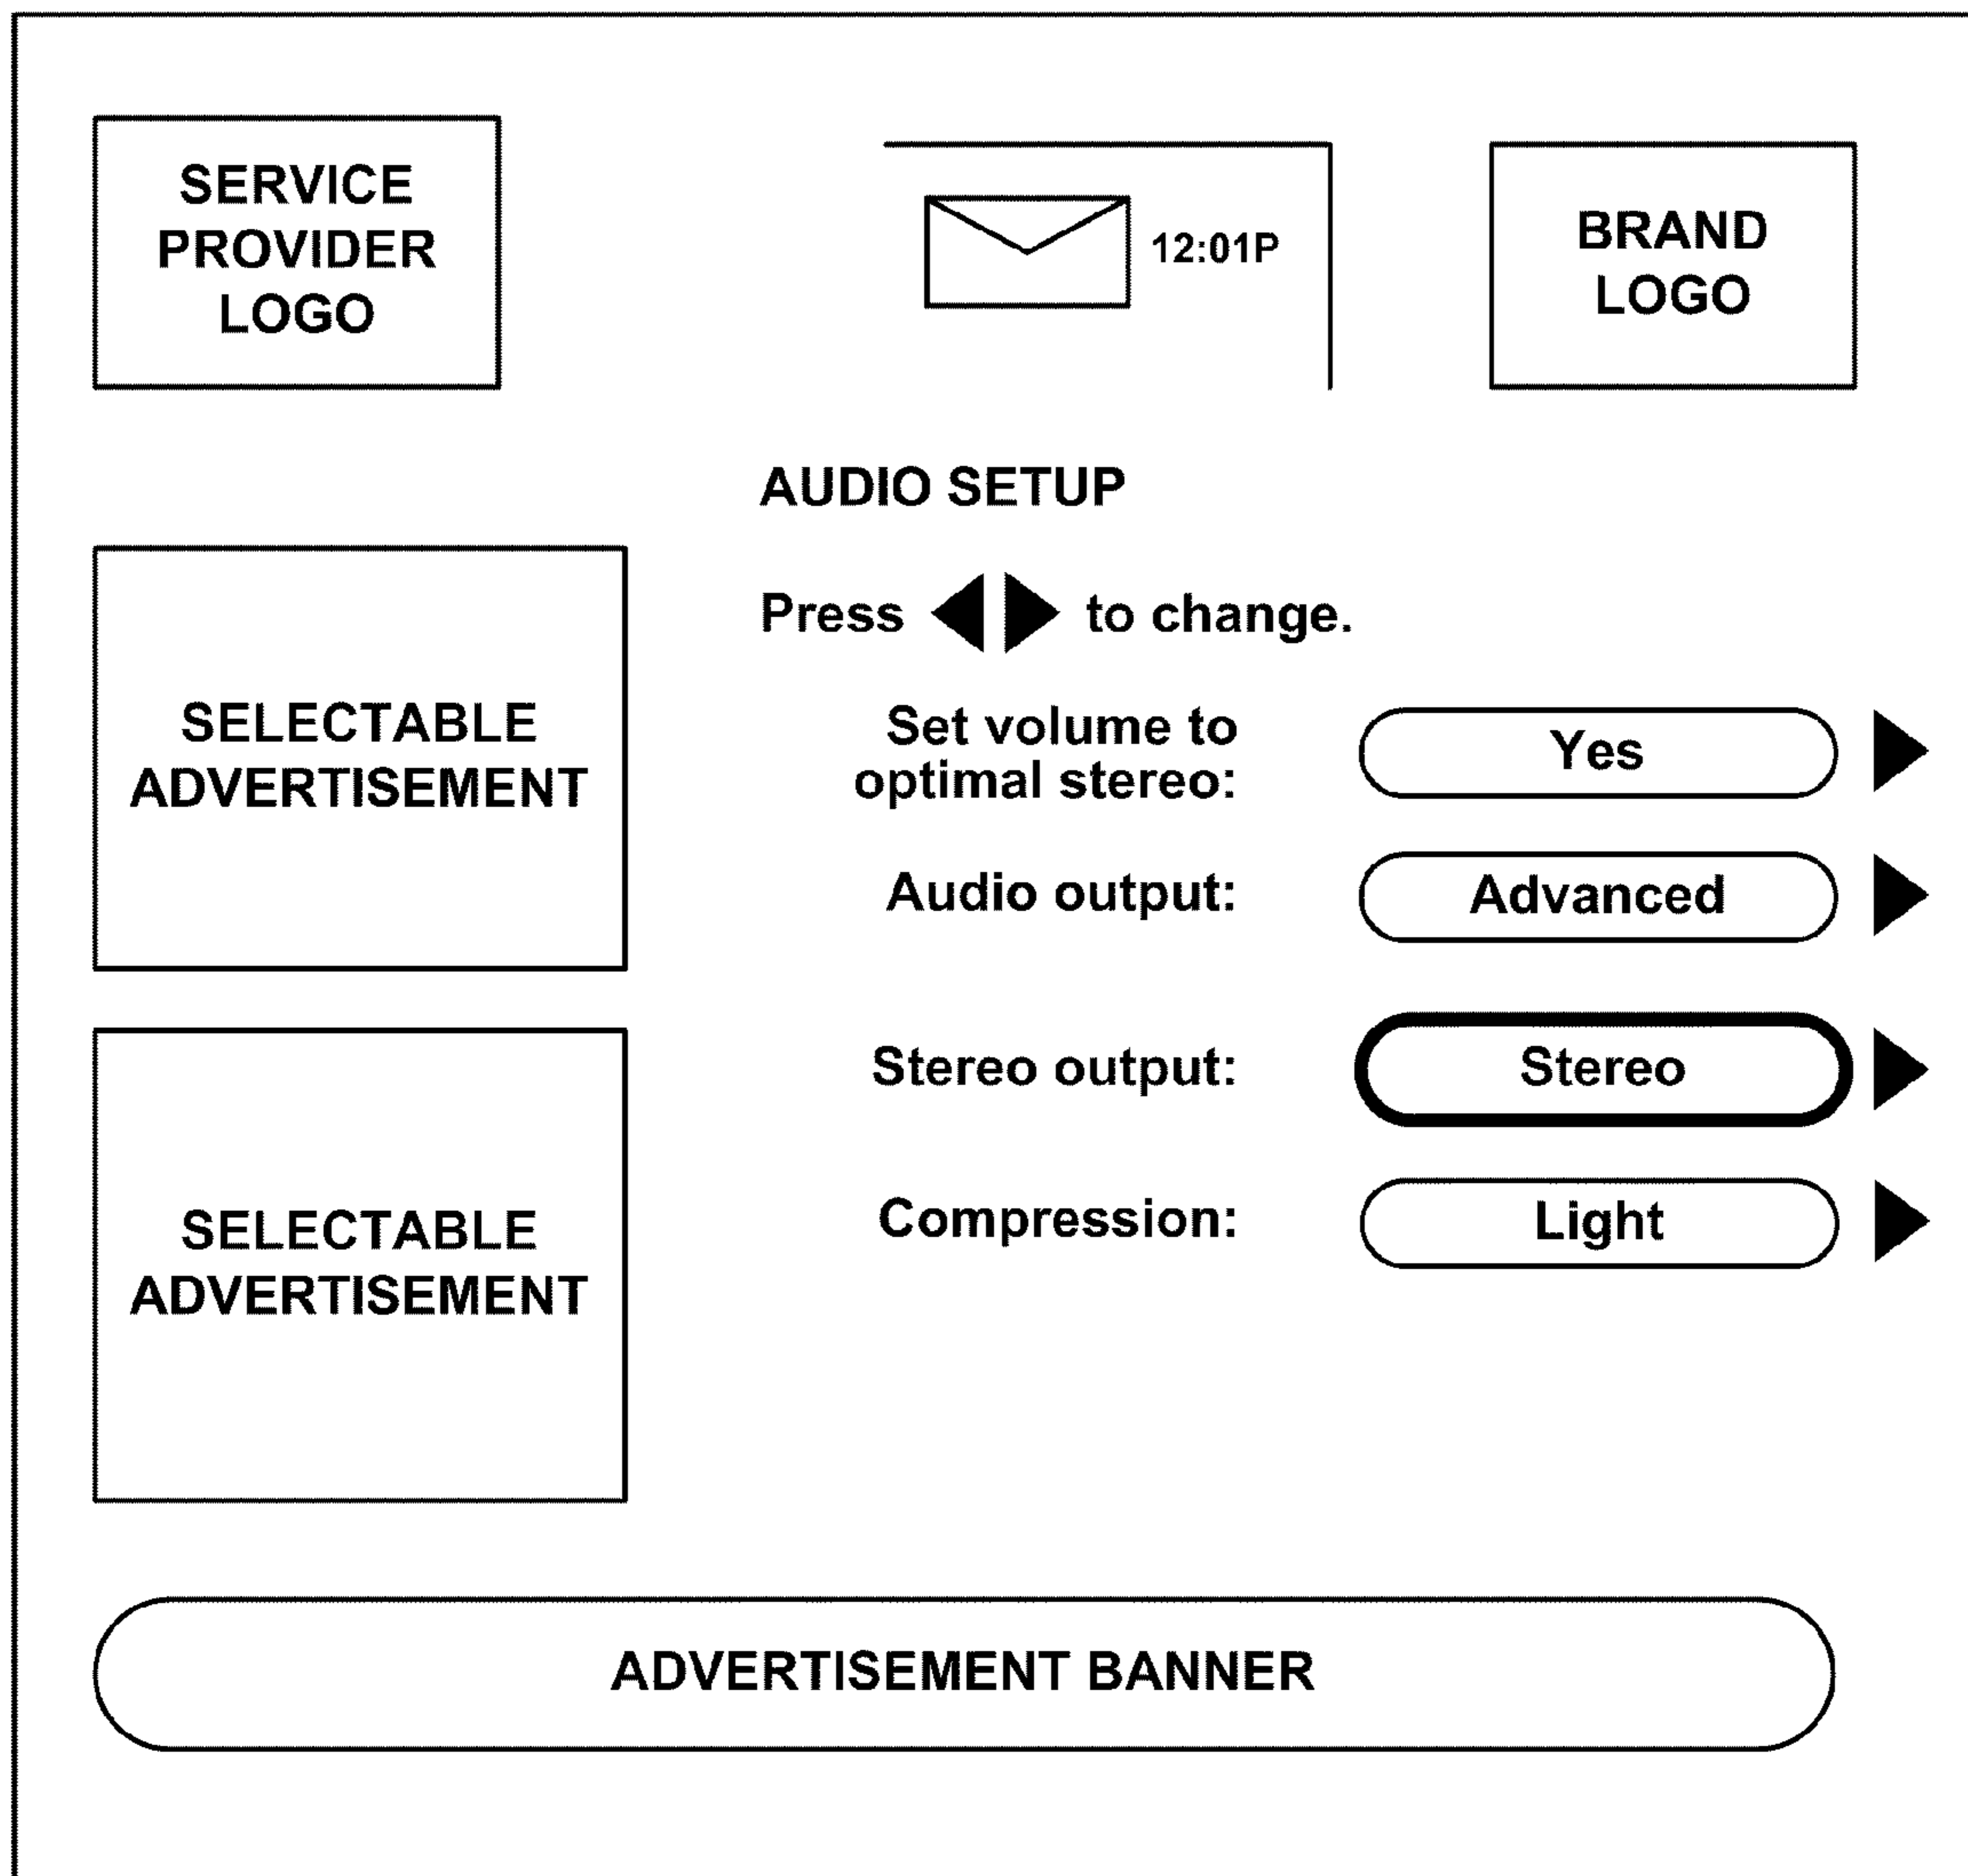 SERVICE
PROVIDER
LOGO
12:01P
BRAND
LOGO
AUDIO SETUP
Press to change.
SELECTABLE
ADVERTISEMENT
Set volume to
optimal stereo:
Yes
Audio output:
Advanced
Stereo output:
Stereo
SELECTABLE
ADVERTISEMENT
Compression:
Light
ADVERTISEMENT BANNER